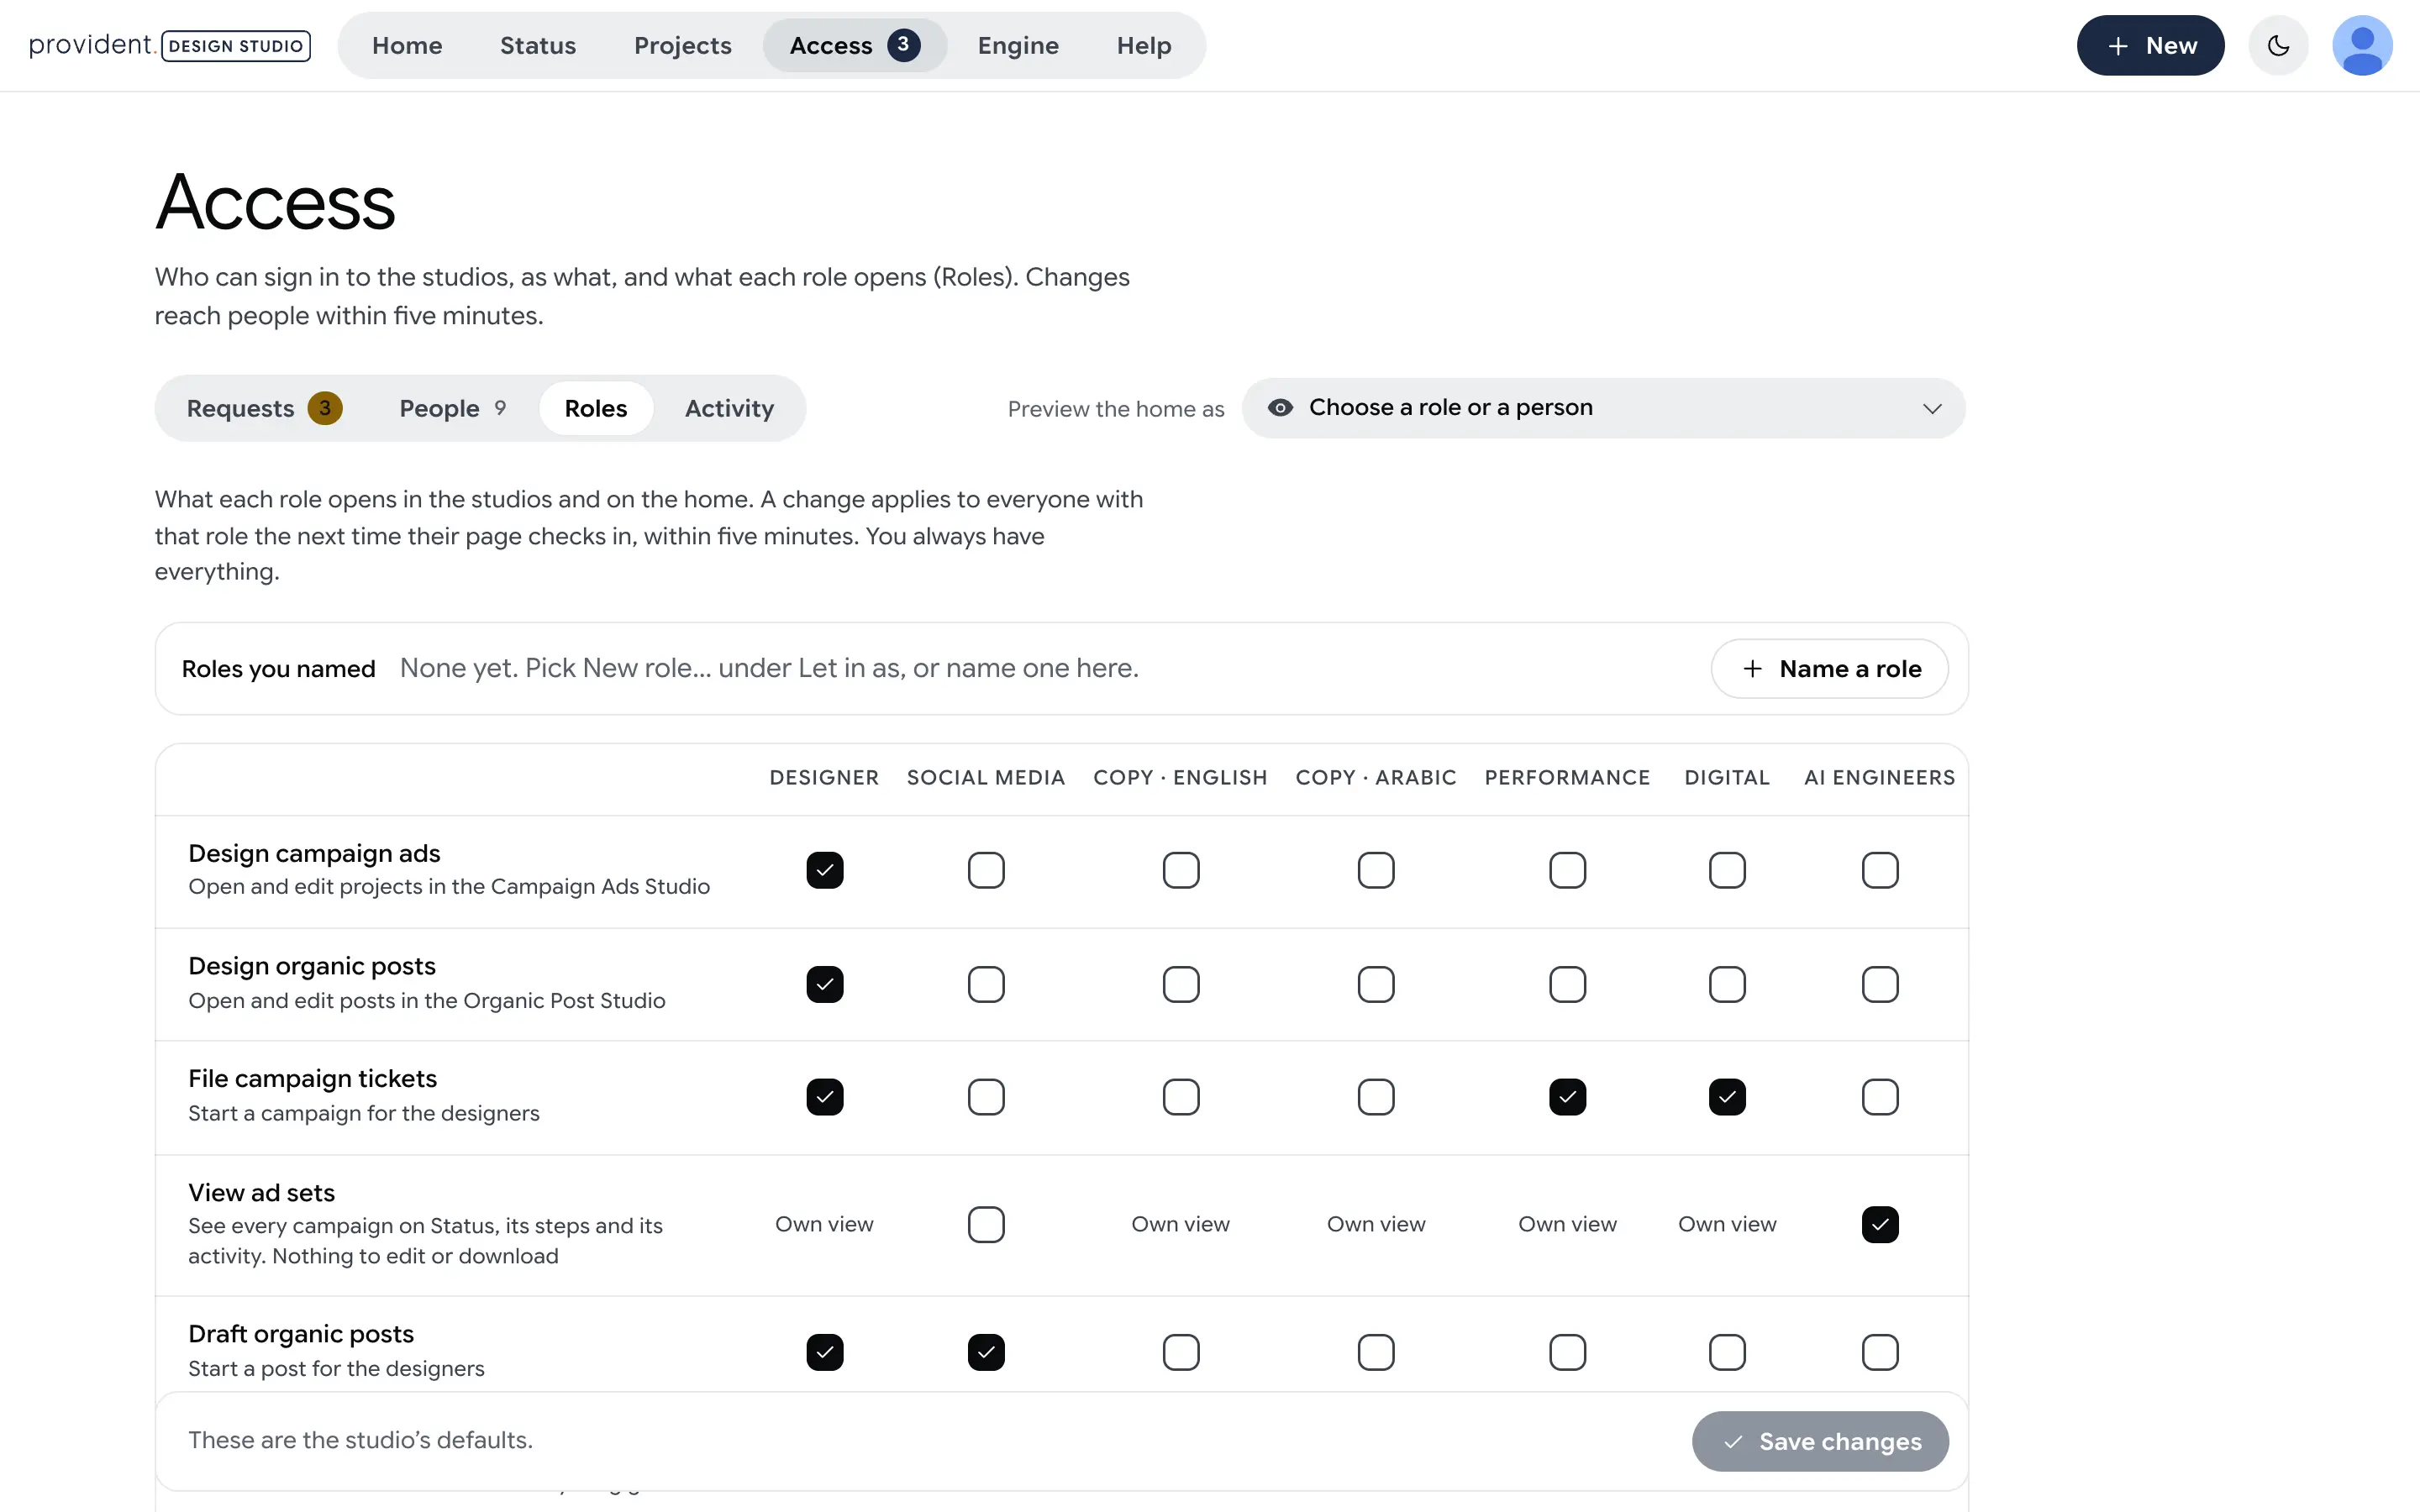 provident. DESIGN STUDIO
Home Status Projects Access 3 Engine Help
+ New
Access
Who can sign in to the studios, as what, and what each role opens (Roles). Changes
reach people within five minutes.
Requests 3 People 9 Roles Activity
Preview the home as Choose a role or a person
What each role opens in the studios and on the home. A change applies to everyone with
that role the next time their page checks in, within five minutes. You always have
everything.
Roles you named None yet. Pick New role... under Let in as, or name one here.
+ Name a role
DESIGNER SOCIAL MEDIA COPY · ENGLISH COPY · ARABIC PERFORMANCE DIGITAL AI ENGINEERS
Design campaign ads
Open and edit projects in the Campaign Ads Studio
Design organic posts
Open and edit posts in the Organic Post Studio
File campaign tickets
Start a campaign for the designers
View ad sets
See every campaign on Status, its steps and its
activity. Nothing to edit or download
Own view Own view Own view Own view Own view
Draft organic posts
Start a post for the designers
These are the studio’s defaults.
Save changes